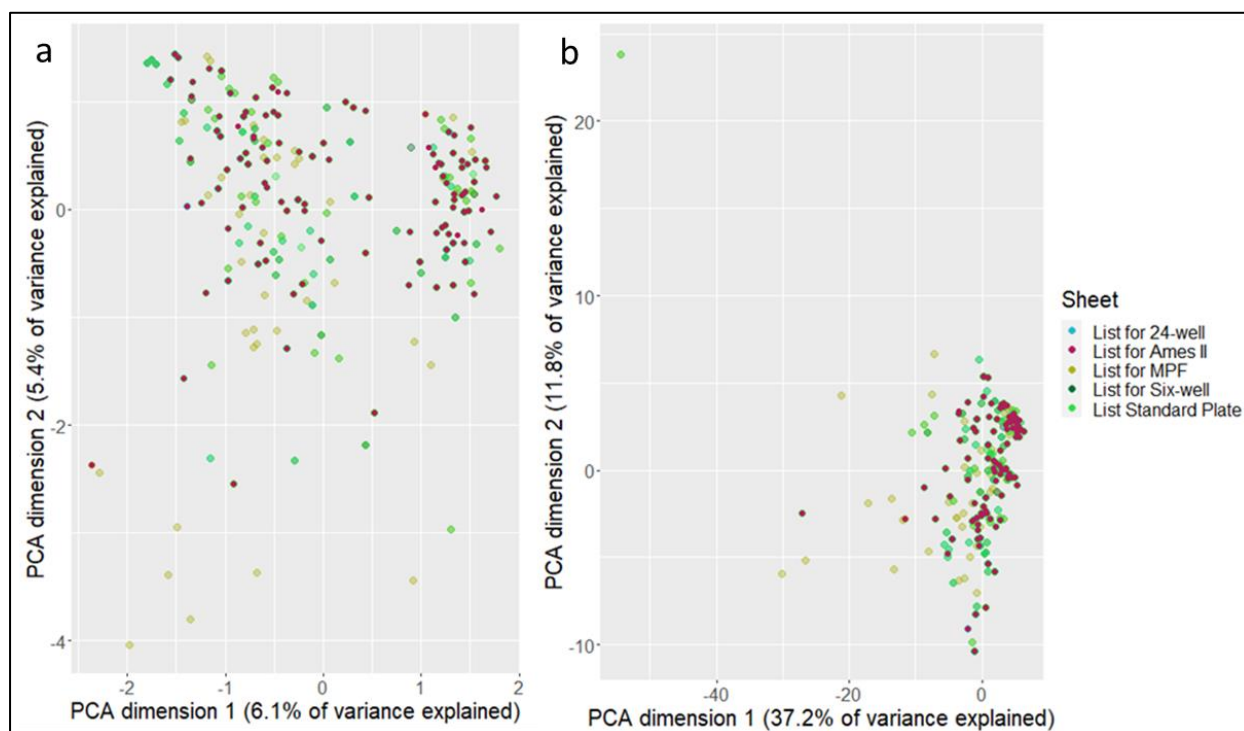 a
PCA dimension 2 (5.4% of variance explained)
0
-2
-4
-2
-1
0
1
2
PCA dimension 1 (6.1% of variance explained)
b
PCA dimension 2 (11.8% of variance explained)
20
10
0
-10
-40
-20
0
PCA dimension 1 (37.2% of variance explained)
Sheet
List for 24-well
List for Ames II
List for MPF
List for Six-well
List Standard Plate